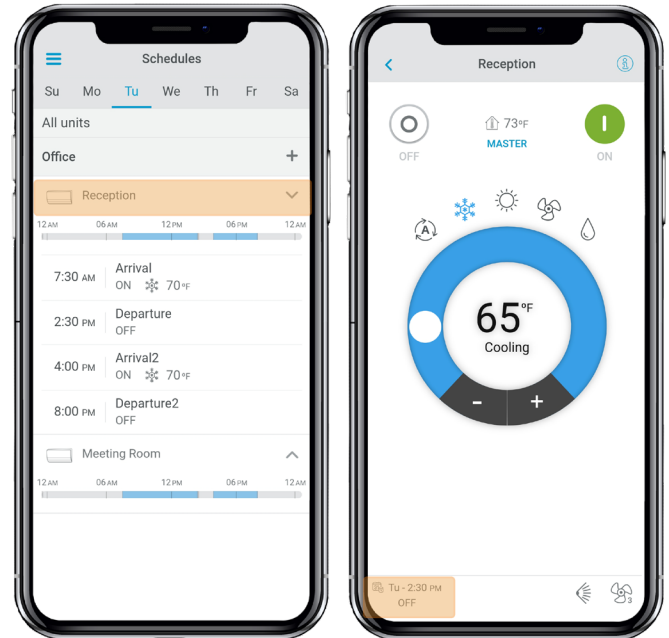 Schedules
Su Mo Tu We Th Fr Sa
All units
Office +
Reception
12 AM 06 AM 12 PM 06 PM 12 AM
7:30 AM Arrival
ON 70°F
2:30 PM Departure
OFF
4:00 PM Arrival2
ON 70°F
8:00 PM Departure2
OFF
Meeting Room
12 AM 06 AM 12 PM 06 PM 12 AM
Reception
73°F
MASTER
OFF
ON
A
65°F
Cooling
- +
Tu - 2:30 PM
OFF
3